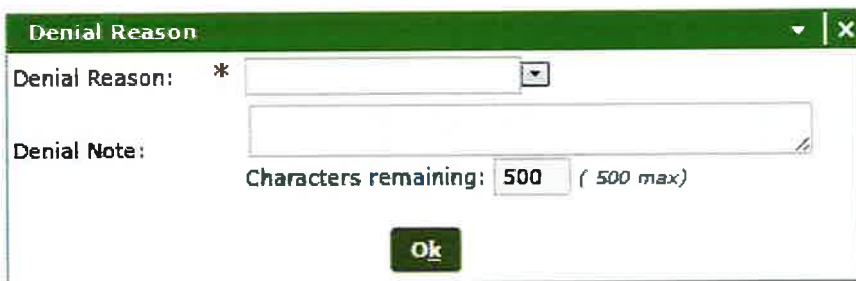 Denial Reason
Denial Reason: *
Denial Note:
Characters remaining: 500 ( 500 max)
Ok